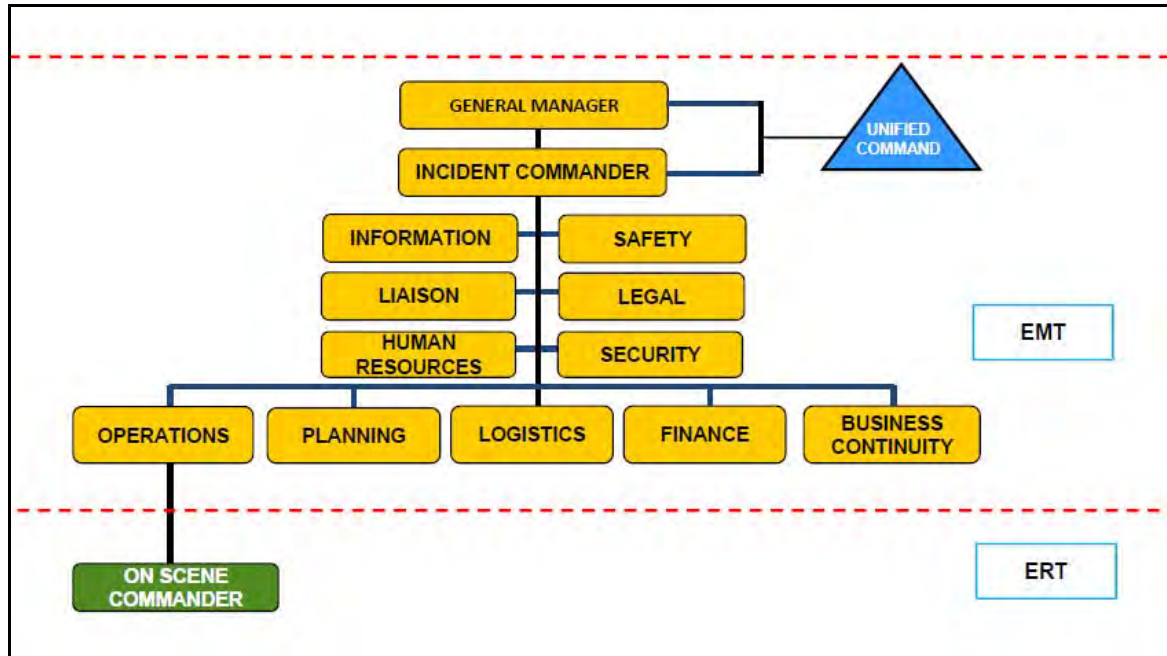 GENERAL MANAGER
UNIFIED
COMMAND
INCIDENT COMMANDER
INFORMATION
SAFETY
LIAISON
LEGAL
HUMAN
RESOURCES
SECURITY
EMT
OPERATIONS
PLANNING
LOGISTICS
FINANCE
BUSINESS
CONTINUITY
ON SCENE
COMMANDER
ERT